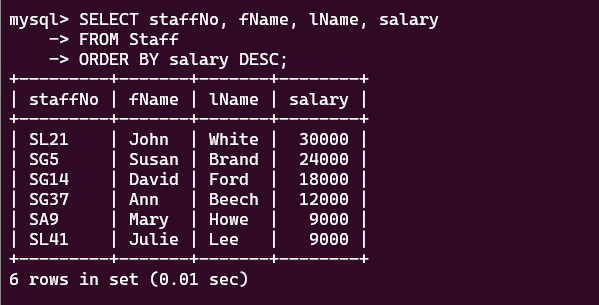 mysql> SELECT staffNo, fName, lName, salary
    -> FROM Staff
    -> ORDER BY salary DESC;
+---------+-------+-------+--------+
| staffNo | fName | lName | salary |
+---------+-------+-------+--------+
| SL21    | John  | White |  30000 |
| SG5     | Susan | Brand |  24000 |
| SG14    | David | Ford  |  18000 |
| SG37    | Ann   | Beech |  12000 |
| SA9     | Mary  | Howe  |   9000 |
| SL41    | Julie | Lee   |   9000 |
+---------+-------+-------+--------+
6 rows in set (0.01 sec)